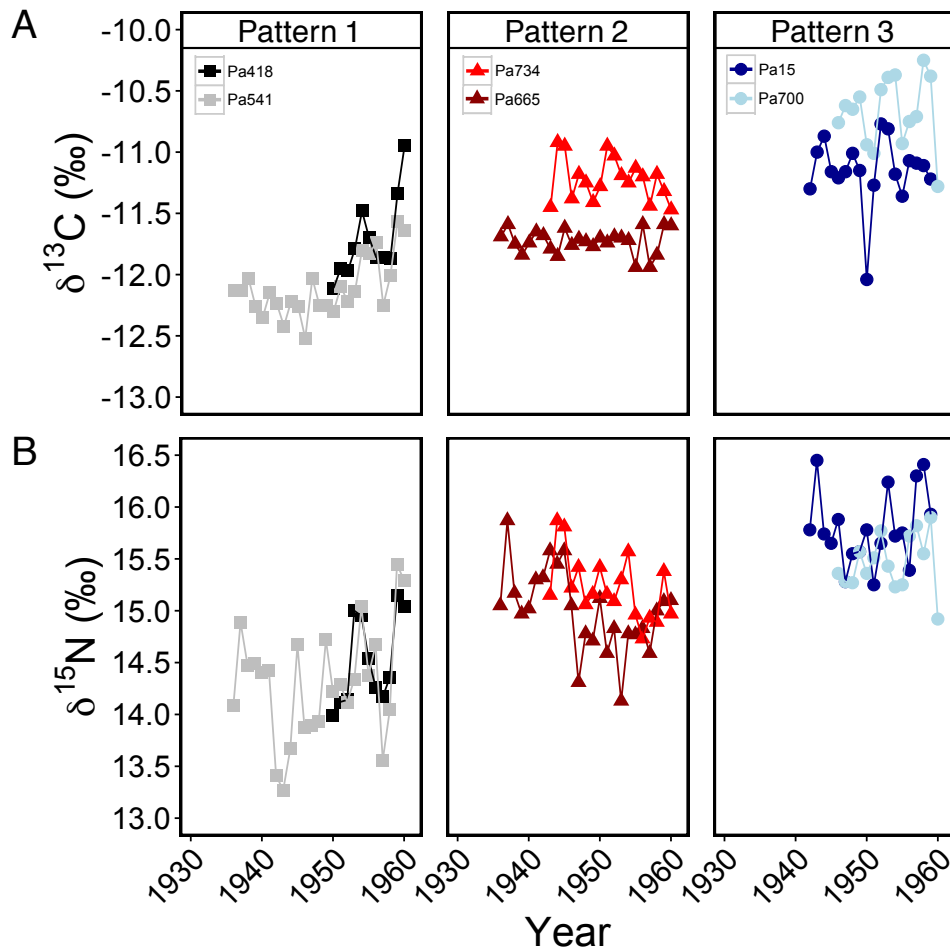 A
Pattern 1
Pattern 2
Pattern 3
δ13C (‰)
-10.0
-10.5
-11.0
-11.5
-12.0
-12.5
-13.0
Pa418
Pa541
Pa734
Pa665
Pa15
Pa700
B
δ15N (‰)
16.5
16.0
15.5
15.0
14.5
14.0
13.5
13.0
1930 1940 1950 1960
1930 1940 1950 1960
1930 1940 1950 1960
Year